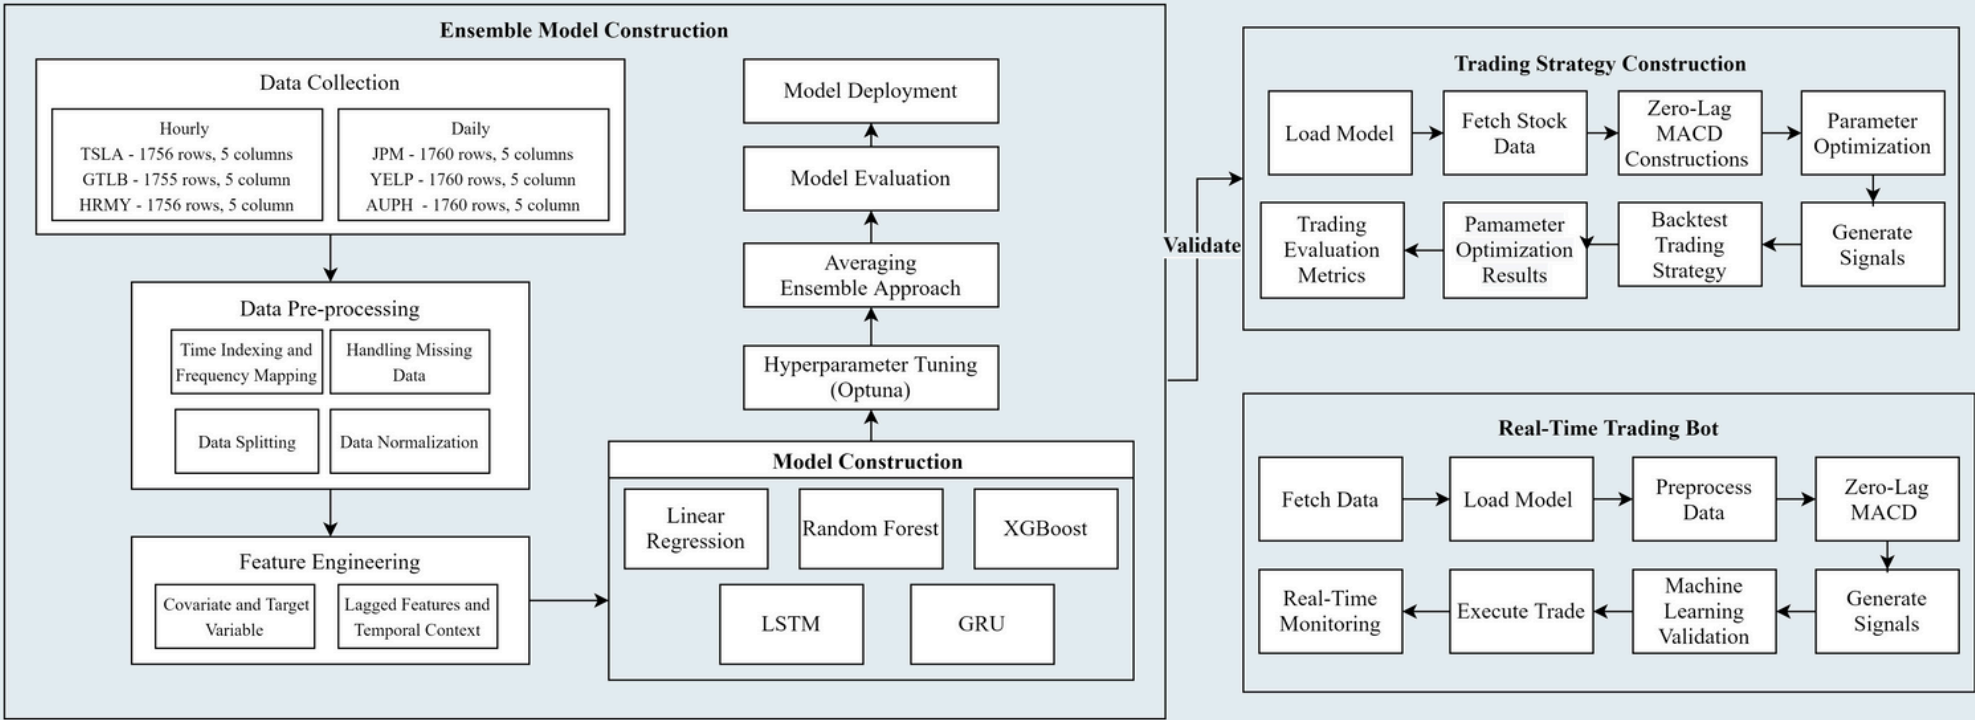 Ensemble Model Construction
Data Collection
Hourly
TSLA - 1756 rows, 5 columns
GTLB - 1755 rows, 5 column
HRMY - 1756 rows, 5 column
Daily
JPM - 1760 rows, 5 columns
YELP - 1760 rows, 5 column
AUPH - 1760 rows, 5 column
Data Pre-processing
Time Indexing and
Frequency Mapping
Handling Missing
Data
Data Splitting
Data Normalization
Feature Engineering
Covariate and Target
Variable
Lagged Features and
Temporal Context
Model Deployment
Model Evaluation
Averaging
Ensemble Approach
Hyperparameter Tuning
(Optuna)
Model Construction
Linear
Regression
Random Forest
XGBoost
LSTM
GRU
Validate
Trading Strategy Construction
Load Model
Fetch Stock
Data
Zero-Lag
MACD
Constructions
Parameter
Optimization
Trading
Evaluation
Metrics
Pamameter
Optimization
Results
Backtest
Trading
Strategy
Generate
Signals
Real-Time Trading Bot
Fetch Data
Load Model
Preprocess
Data
Zero-Lag
MACD
Real-Time
Monitoring
Execute Trade
Machine
Learning
Validation
Generate
Signals